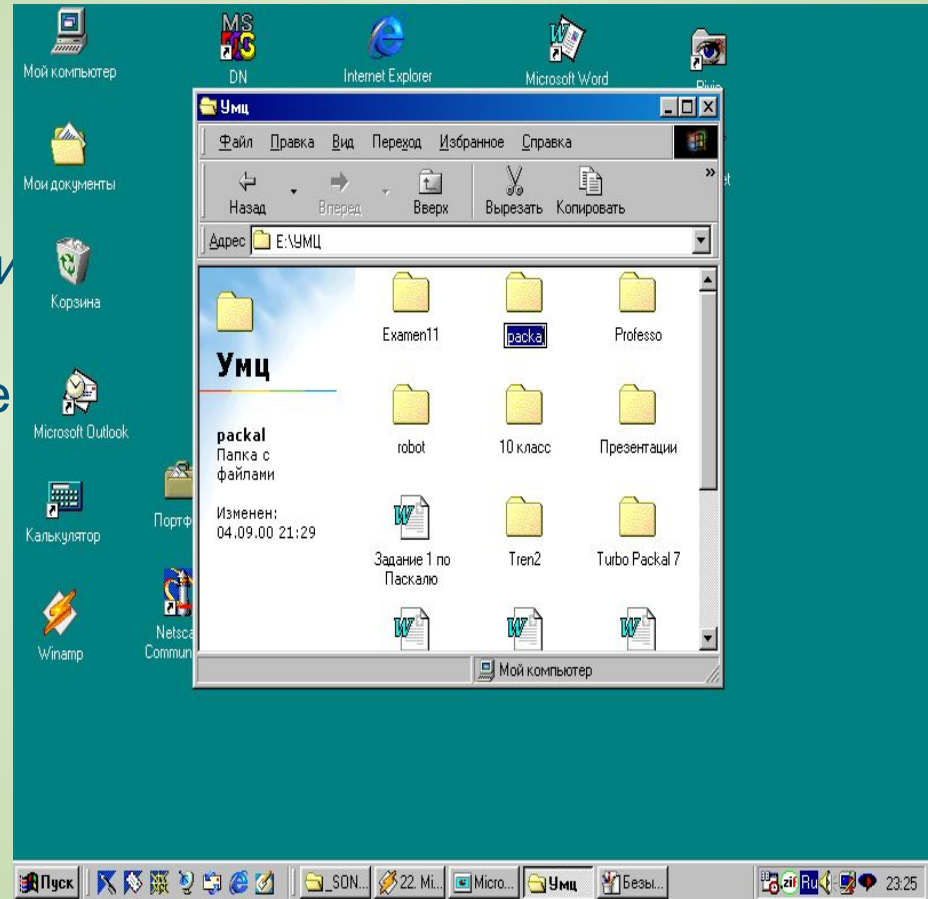 Мой компьютер
MS
DN
Internet Explorer
Microsoft Word
Умц
Файл Правка Вид Переход Избранное Справка
Назад Вперед Вверх Вырезать Копировать »
Мои документы
Адрес E:\УМЦ
и
Корзина
Examen11 packal Professo
Умц
е
Microsoft Outlook
packal
Папка с
файлами
robot 10 класс Презентации
Изменен:
04.09.00 21:29
Калькулятор
Задание 1 по
Паскалю
Tren2 Turbo Packal 7
Winamp
Мой компьютер
Пуск _SON... 22. Mi... Micro... Умц Безы... .zif Ru 23:25